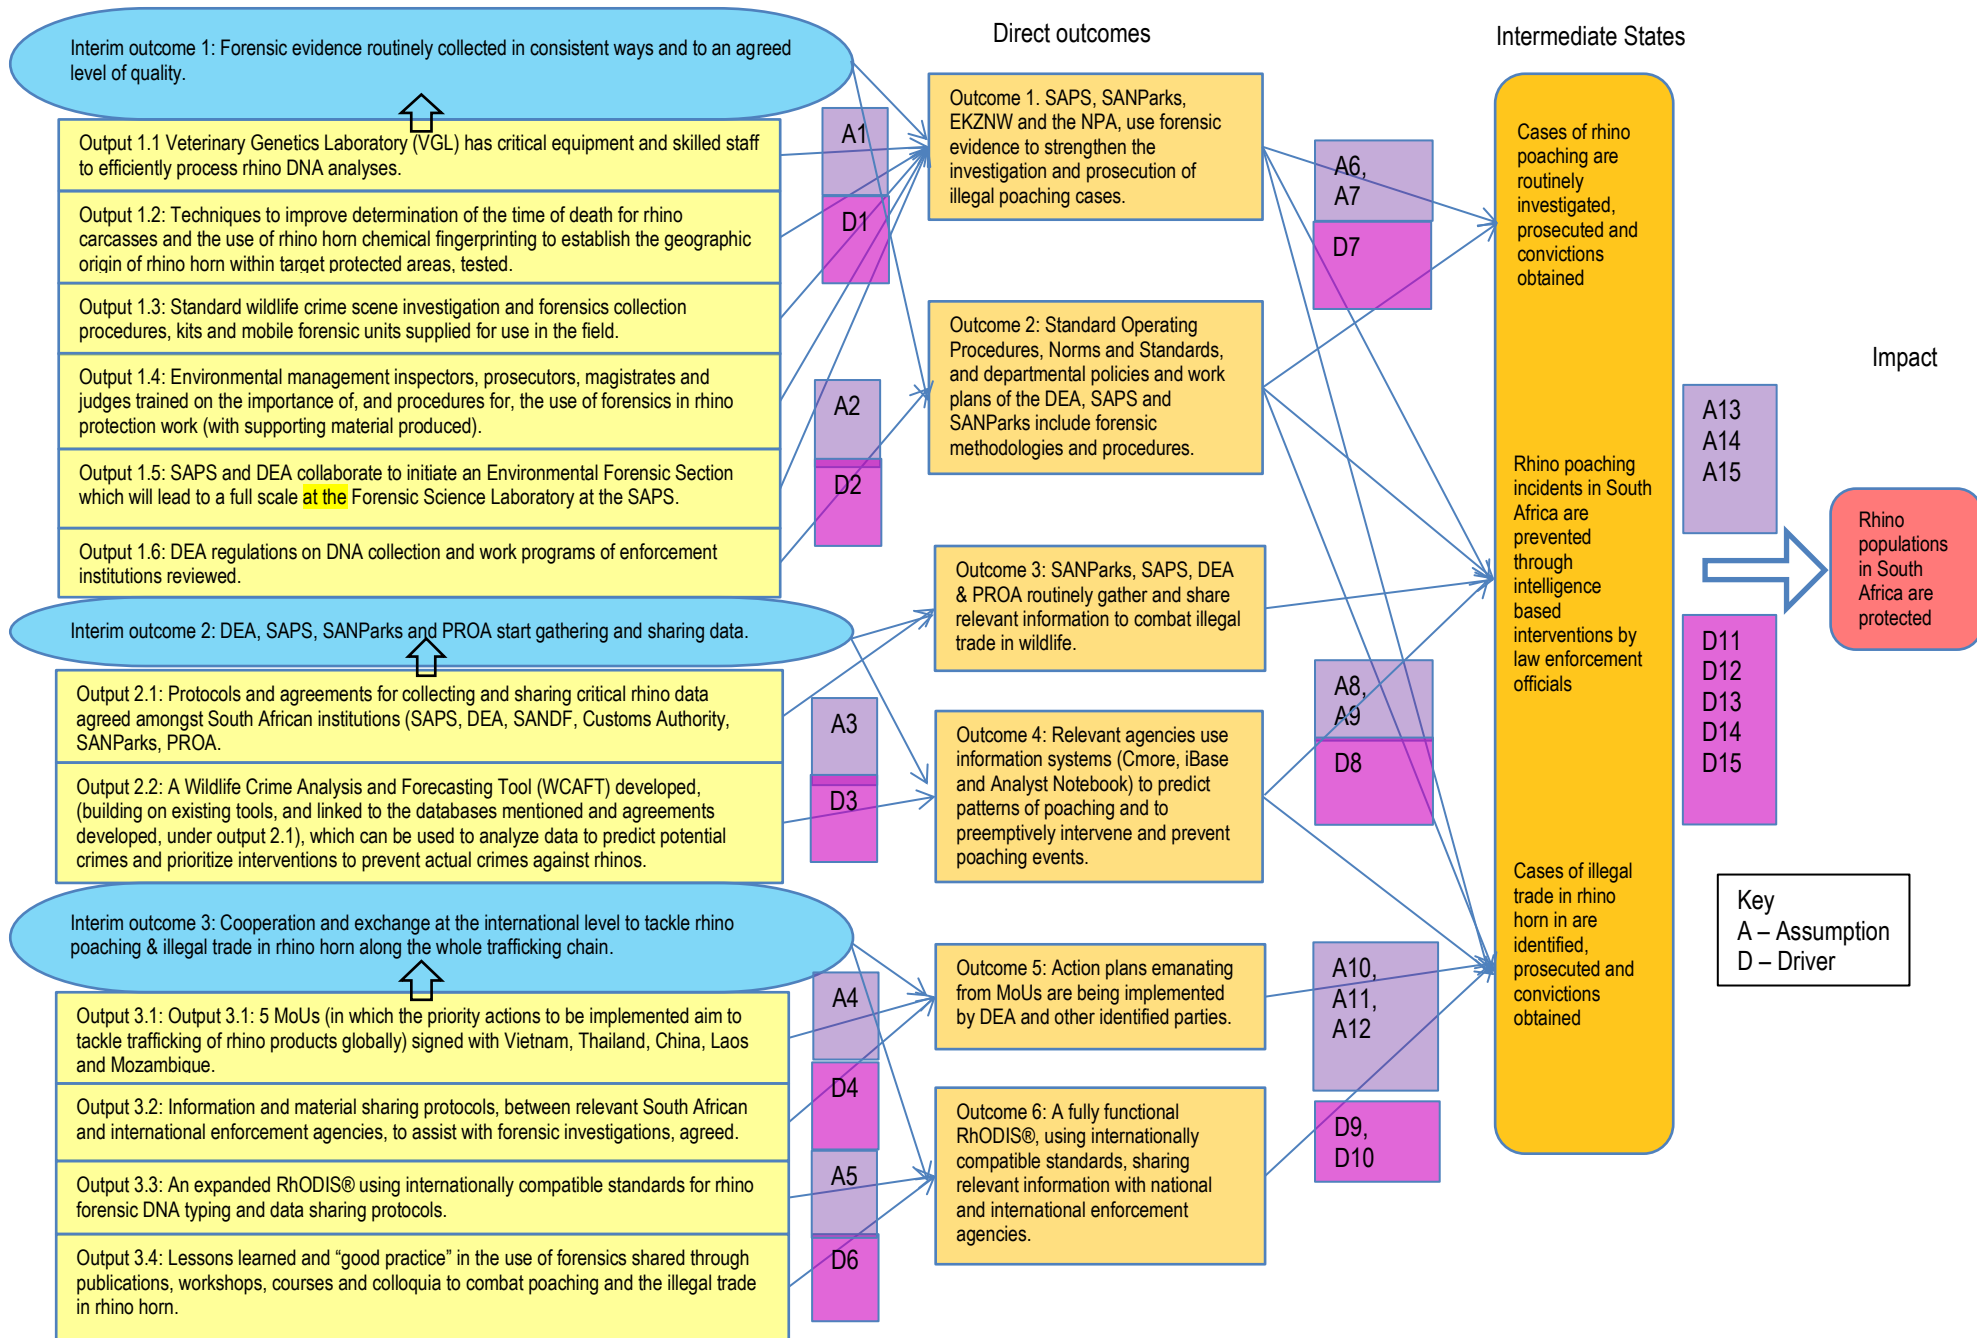 Interim outcome 1: Forensic evidence routinely collected in consistent ways and to an agreed
level of quality.
Output 1.1 Veterinary Genetics Laboratory (VGL) has critical equipment and skilled staff
to efficiently process rhino DNA analyses.
Output 1.2: Techniques to improve determination of the time of death for rhino
carcasses and the use of rhino horn chemical fingerprinting to establish the geographic
origin of rhino horn within target protected areas, tested.
Output 1.3: Standard wildlife crime scene investigation and forensics collection
procedures, kits and mobile forensic units supplied for use in the field.
Output 1.4: Environmental management inspectors, prosecutors, magistrates and
judges trained on the importance of, and procedures for, the use of forensics in rhino
protection work (with supporting material produced).
Output 1.5: SAPS and DEA collaborate to initiate an Environmental Forensic Section
which will lead to a full scale at the Forensic Science Laboratory at the SAPS.
Output 1.6: DEA regulations on DNA collection and work programs of enforcement
institutions reviewed.
Interim outcome 2: DEA, SAPS, SANParks and PROA start gathering and sharing data.
Output 2.1: Protocols and agreements for collecting and sharing critical rhino data
agreed amongst South African institutions (SAPS, DEA, SANDF, Customs Authority,
SANParks, PROA.
Output 2.2: A Wildlife Crime Analysis and Forecasting Tool (WCAFT) developed,
(building on existing tools, and linked to the databases mentioned and agreements
developed, under output 2.1), which can be used to analyze data to predict potential
crimes and prioritize interventions to prevent actual crimes against rhinos.
Interim outcome 3: Cooperation and exchange at the international level to tackle rhino
poaching & illegal trade in rhino horn along the whole trafficking chain.
Output 3.1: Output 3.1: 5 MoUs (in which the priority actions to be implemented aim to
tackle trafficking of rhino products globally) signed with Vietnam, Thailand, China, Laos
and Mozambique.
Output 3.2: Information and material sharing protocols, between relevant South African
and international enforcement agencies, to assist with forensic investigations, agreed.
Output 3.3: An expanded RhODIS® using internationally compatible standards for rhino
forensic DNA typing and data sharing protocols.
Output 3.4: Lessons learned and “good practice” in the use of forensics shared through
publications, workshops, courses and colloquia to combat poaching and the illegal trade
in rhino horn.
A1
D1
A2
D2
A3
D3
A4
D4
A5
D6
Direct outcomes
Outcome 1. SAPS, SANParks,
EKZNW and the NPA, use forensic
evidence to strengthen the
investigation and prosecution of
illegal poaching cases.
Outcome 2: Standard Operating
Procedures, Norms and Standards,
and departmental policies and work
plans of the DEA, SAPS and
SANParks include forensic
methodologies and procedures.
Outcome 3: SANParks, SAPS, DEA
& PROA routinely gather and share
relevant information to combat illegal
trade in wildlife.
Outcome 4: Relevant agencies use
information systems (Cmore, iBase
and Analyst Notebook) to predict
patterns of poaching and to
preemptively intervene and prevent
poaching events.
Outcome 5: Action plans emanating
from MoUs are being implemented
by DEA and other identified parties.
Outcome 6: A fully functional
RhODIS®, using internationally
compatible standards, sharing
relevant information with national
and international enforcement
agencies.
A6,
A7
D7
A8,
A9
D8
A10,
A11,
A12
D9,
D10
Intermediate States
Cases of rhino
poaching are
routinely
investigated,
prosecuted and
convictions
obtained
Rhino poaching
incidents in South
Africa are
prevented
through
intelligence
based
interventions by
law enforcement
officials
Cases of illegal
trade in rhino
horn in are
identified,
prosecuted and
convictions
obtained
A13
A14
A15
D11
D12
D13
D14
D15
Impact
Rhino
populations
in South
Africa are
protected
Key
A – Assumption
D – Driver